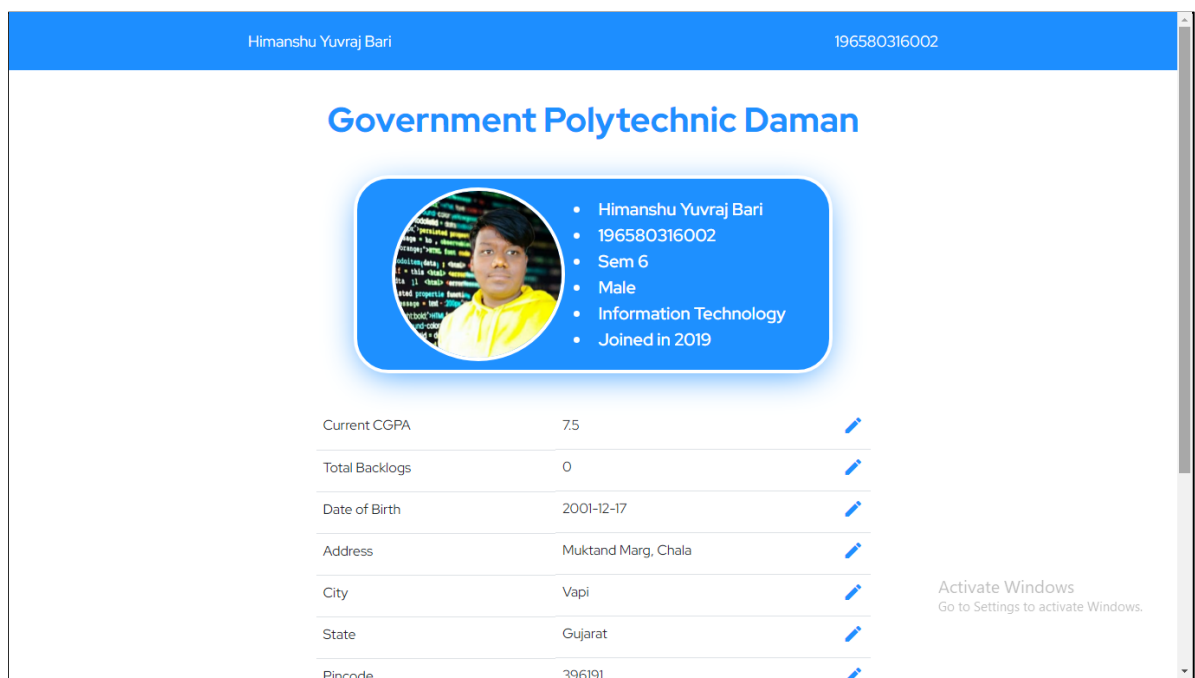 Himanshu Yuvraj Bari 196580316002
Government Polytechnic Daman
Himanshu Yuvraj Bari
196580316002
Sem 6
Male
Information Technology
Joined in 2019
Current CGPA 7.5
Total Backlogs 0
Date of Birth 2001-12-17
Address Muktand Marg, Chala
City Vapi
State Gujarat
Pincode 396191
Activate Windows
Go to Settings to activate Windows.